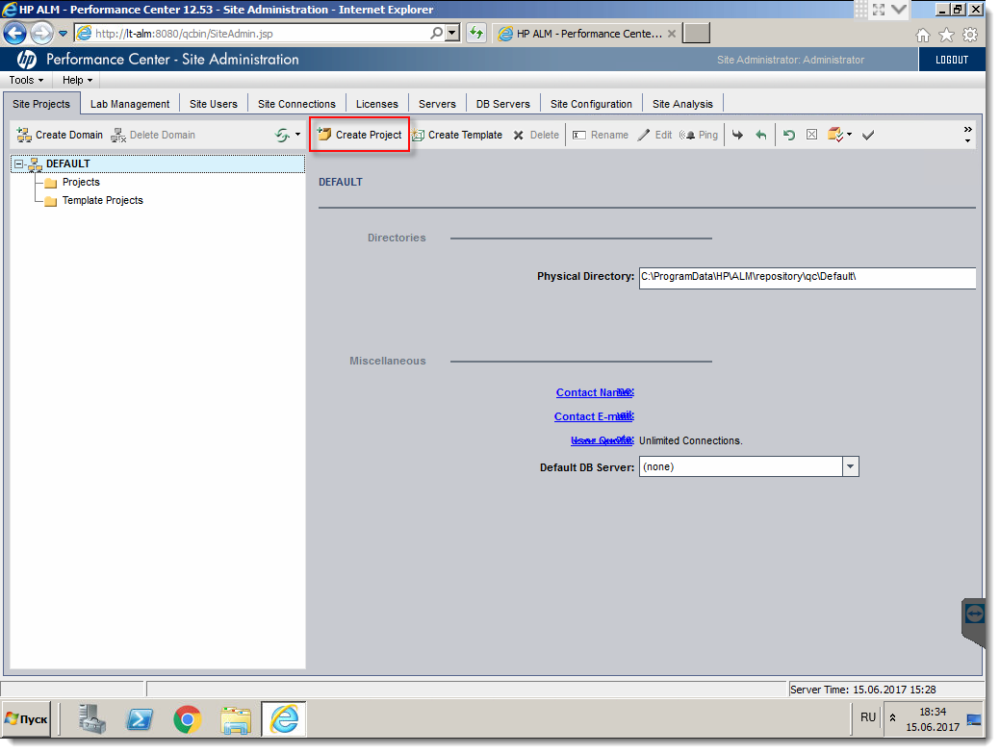 HP ALM - Performance Center 12.53 - Site Administration - Internet Explorer
http://lt-alm:8080/qcbin/SiteAdmin.jsp
HP ALM - Performance Cente...
hp Performance Center - Site Administration
Site Administrator: Administrator
LOGOUT
Tools Help
Site Projects Lab Management Site Users Site Connections Licenses Servers DB Servers Site Configuration Site Analysis
Create Domain Delete Domain Create Project Create Template Delete Rename Edit Ping
DEFAULT
Projects
Template Projects
DEFAULT
Directories
Physical Directory: C:\ProgramData\HP\ALM\repository\qc\Default\
Miscellaneous
Contact Name:
Contact E-mail:
User Quota: Unlimited Connections.
Default DB Server: (none)
Server Time: 15.06.2017 15:28
Пуск
RU
18:34
15.06.2017